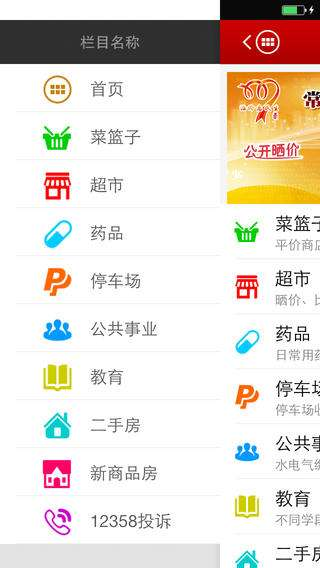 栏目名称
首页
菜篮子
超市
药品
停车场
公共事业
教育
二手房
新商品房
12358投诉
公开晒价
菜篮子
平价商店
超市
晒价、比
药品
日常用药
停车场
停车场收
公共事
水电气
教育
不同学段
二手房